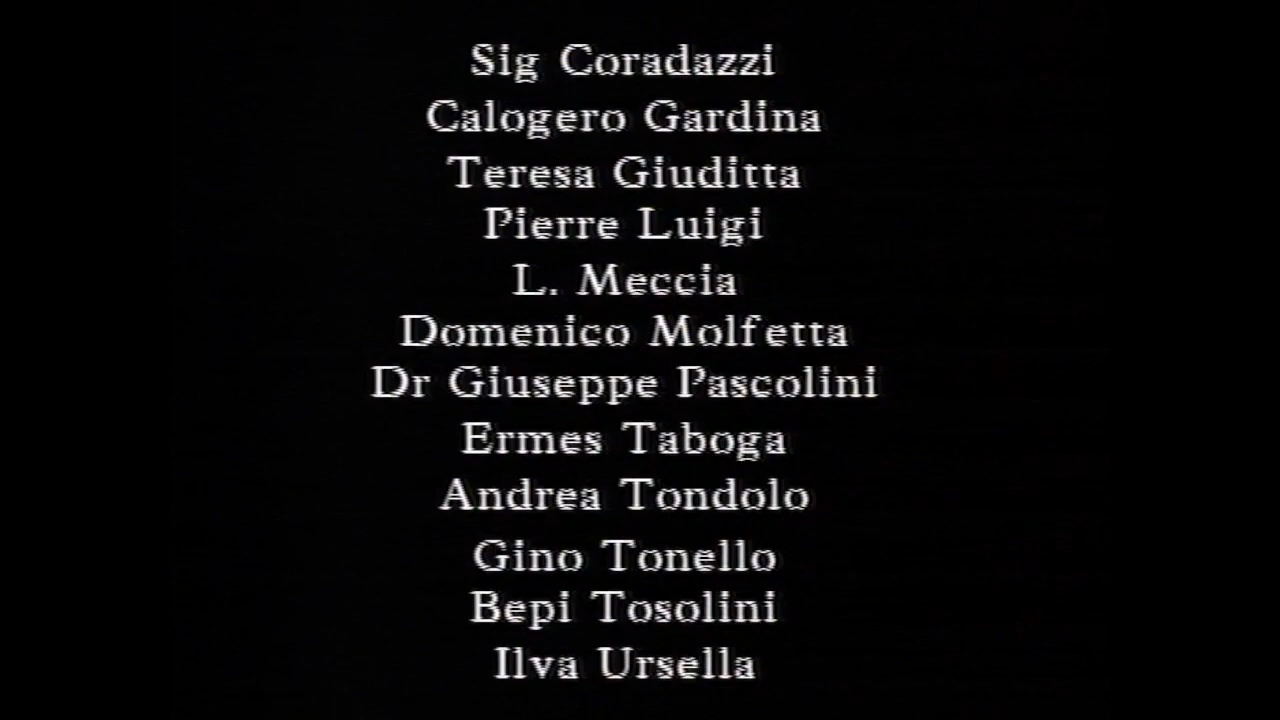 Sig Coradazzi
Calogero Gardina
Teresa Giuditta
Pierre Luigi
L. Meccia
Domenico Molfetta
Dr Giuseppe Pascolini
Ermes Taboga
Andrea Tondolo
Gino Tonello
Bepi Tosolini
Ilva Ursella